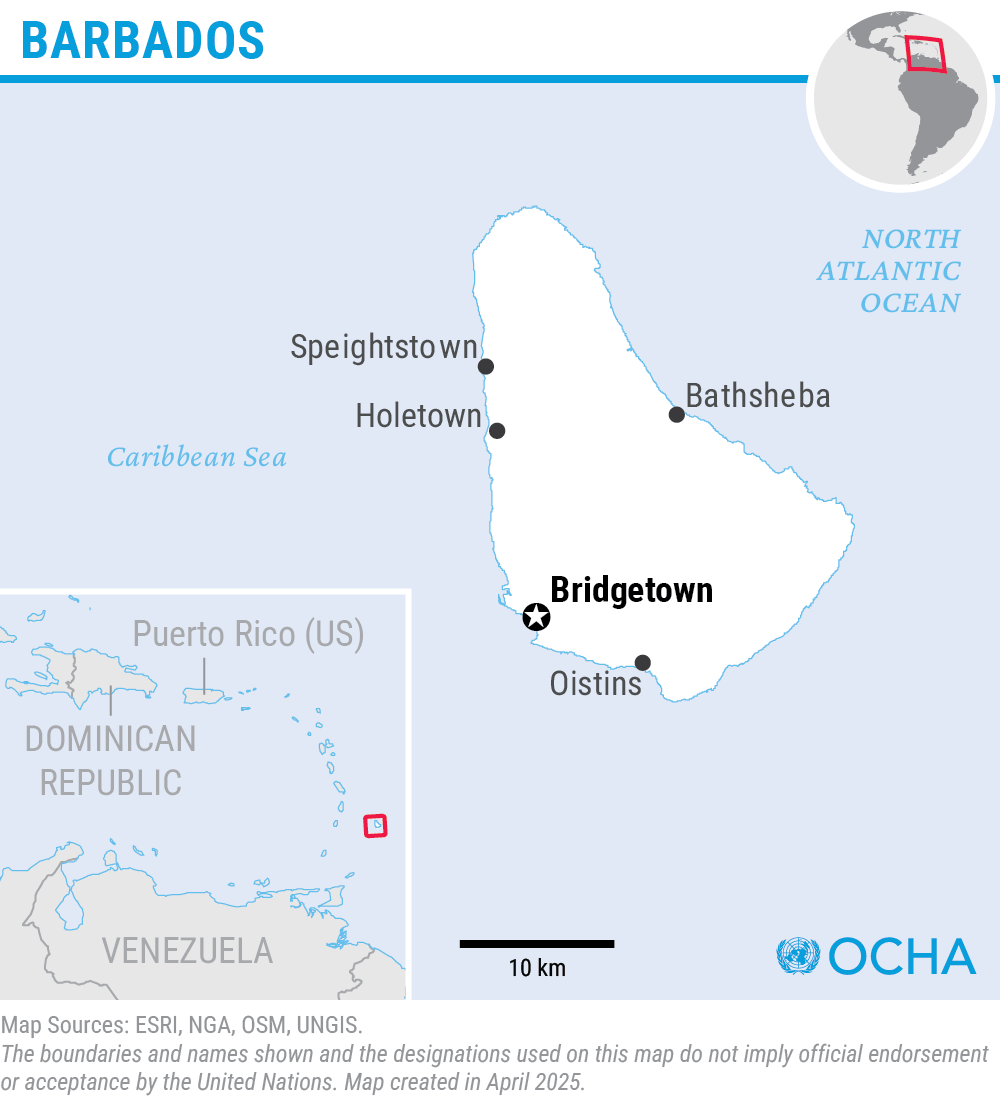 BARBADOS
NORTH
ATLANTIC
OCEAN
Speightstown
Bathsheba
Holetown
Caribbean Sea
Bridgetown
Oistins
Puerto Rico (US)
DOMINICAN
REPUBLIC
VENEZUELA
10 km
OCHA
Map Sources: ESRI, NGA, OSM, UNGIS.
The boundaries and names shown and the designations used on this map do not imply official endorsement
or acceptance by the United Nations. Map created in April 2025.